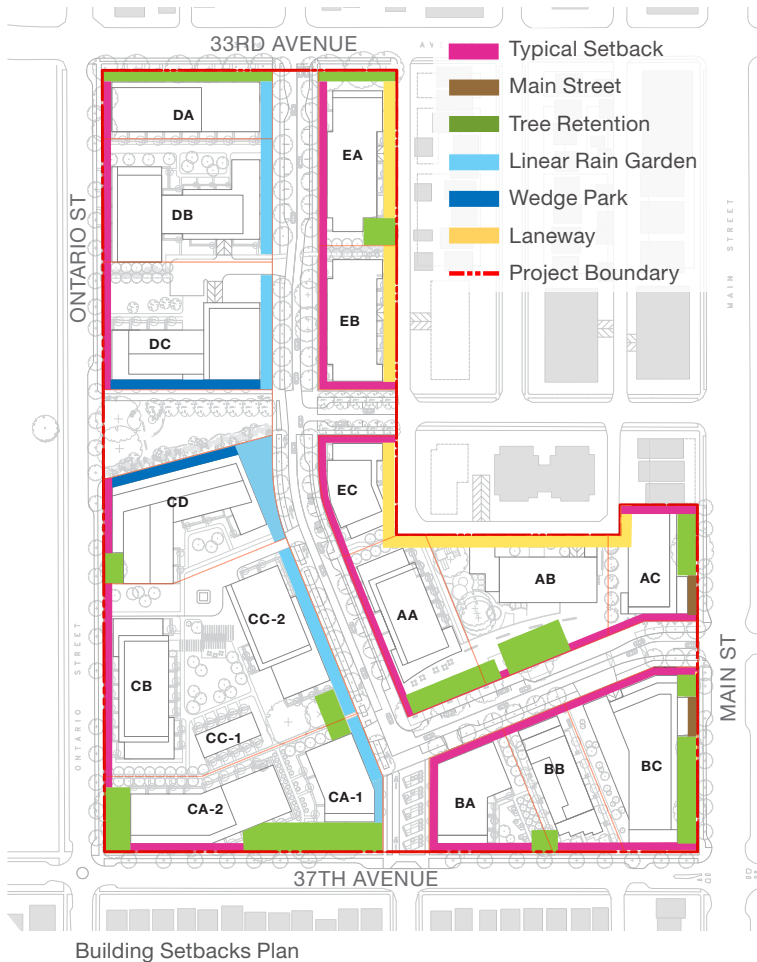 33RD AVENUE
AVE
Typical Setback
Main Street
Tree Retention
Linear Rain Garden
Wedge Park
Laneway
Project Boundary
DA
EA
DB
ONTARIO ST
MAIN STREET
EB
DC
EC
CD
AB
AC
AA
CC-2
CB
MAIN ST
ONTARIO STREET
CC-1
BC
BB
CA-1
BA
CA-2
37TH AVENUE
Building Setbacks Plan